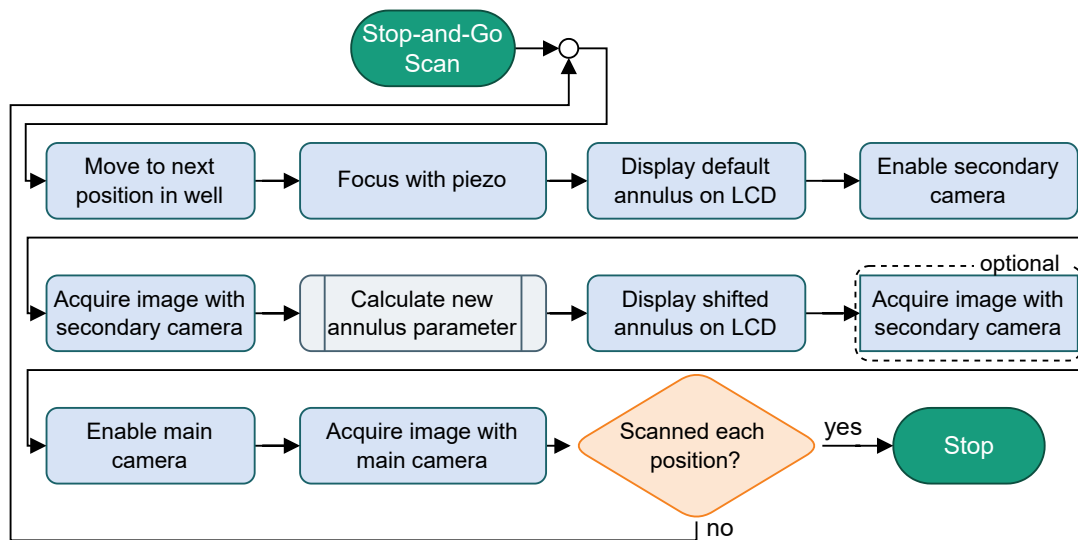 Stop-and-Go
Scan
Move to next
position in well
Focus with piezo
Display default
annulus on LCD
Enable secondary
camera
optional
Acquire image with
secondary camera
Calculate new
annulus parameter
Display shifted
annulus on LCD
Acquire image with
secondary camera
Enable main
camera
Acquire image with
main camera
Scanned each
position?
yes
Stop
no